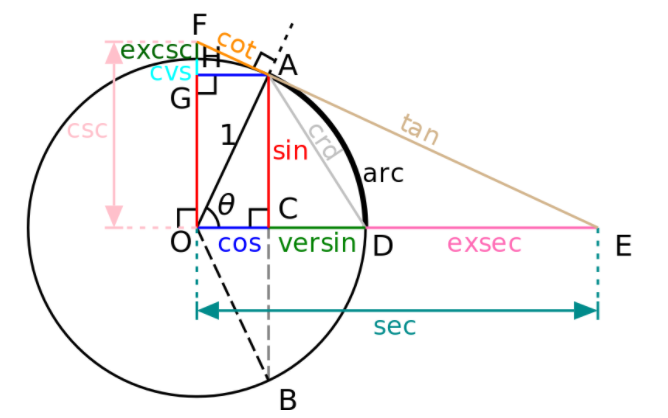 F
cot
excsc
H
A
cvs
G
csc
1
tan
crd
sin
arc
θ
C
O
cos
versin
D
exsec
E
sec
B